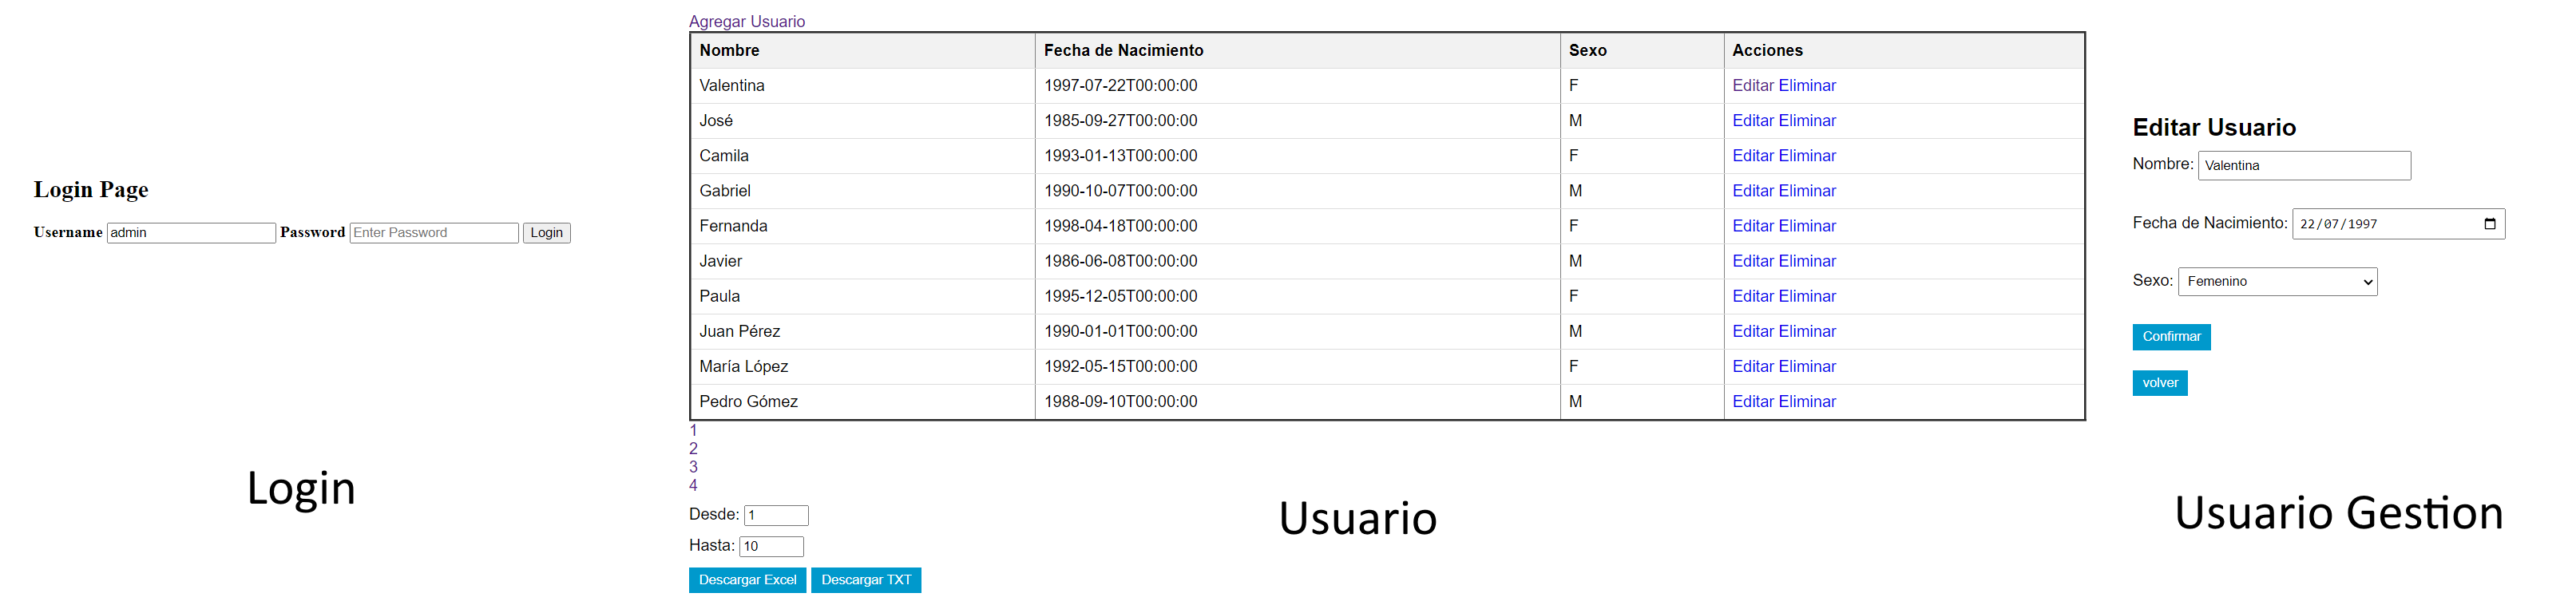 Login Page
Username admin Password Enter Password Login
Login
Agregar Usuario
Nombre Fecha de Nacimiento Sexo Acciones
Valentina 1997-07-22T00:00:00 F Editar Eliminar
José 1985-09-27T00:00:00 M Editar Eliminar
Camila 1993-01-13T00:00:00 F Editar Eliminar
Gabriel 1990-10-07T00:00:00 M Editar Eliminar
Fernanda 1998-04-18T00:00:00 F Editar Eliminar
Javier 1986-06-08T00:00:00 M Editar Eliminar
Paula 1995-12-05T00:00:00 F Editar Eliminar
Juan Pérez 1990-01-01T00:00:00 M Editar Eliminar
María López 1992-05-15T00:00:00 F Editar Eliminar
Pedro Gómez 1988-09-10T00:00:00 M Editar Eliminar
1
2
3
4
Desde: 1
Hasta: 10
Descargar Excel Descargar TXT
Usuario
Editar Usuario
Nombre: Valentina
Fecha de Nacimiento: 22/07/1997
Sexo: Femenino
Confirmar
volver
Usuario Gestion